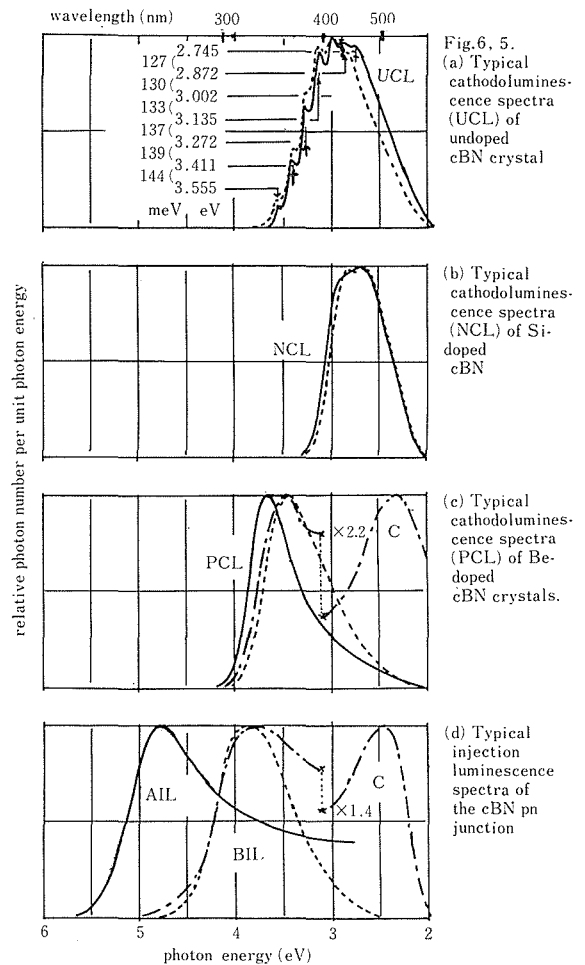 wavelength (nm)
300
400
500
2.745
127(
2.872
130(
3.002
133(
3.135
137(
3.272
139(
3.411
144(
3.555
meV eV
UCL
Fig.6, 5.
(a) Typical
cathodolumines-
cence spectra
(UCL) of
undoped
cBN crystal
NCL
(b) Typical
cathodolumines-
cence spectra
(NCL) of Si-
doped
cBN
relative photon number per unit photon energy
PCL
×2.2
C
(c) Typical
cathodolumines-
cence spectra
(PCL) of Be-
doped
cBN crystals.
AIL
BIL
×1.4
C
(d) Typical
injection
luminescence
spectra of
the cBN pn
junction
6
5
4
3
2
photon energy (eV)